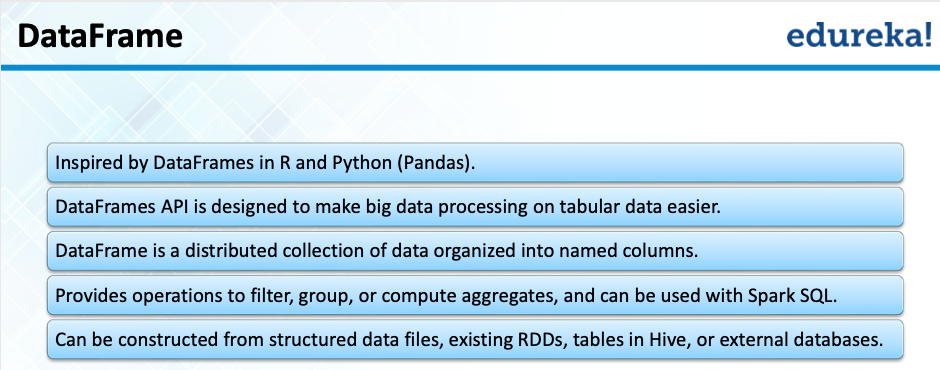 DataFrame
edureka!
Inspired by DataFrames in R and Python (Pandas).
DataFrames API is designed to make big data processing on tabular data easier.
DataFrame is a distributed collection of data organized into named columns.
Provides operations to filter, group, or compute aggregates, and can be used with Spark SQL.
Can be constructed from structured data files, existing RDDs, tables in Hive, or external databases.